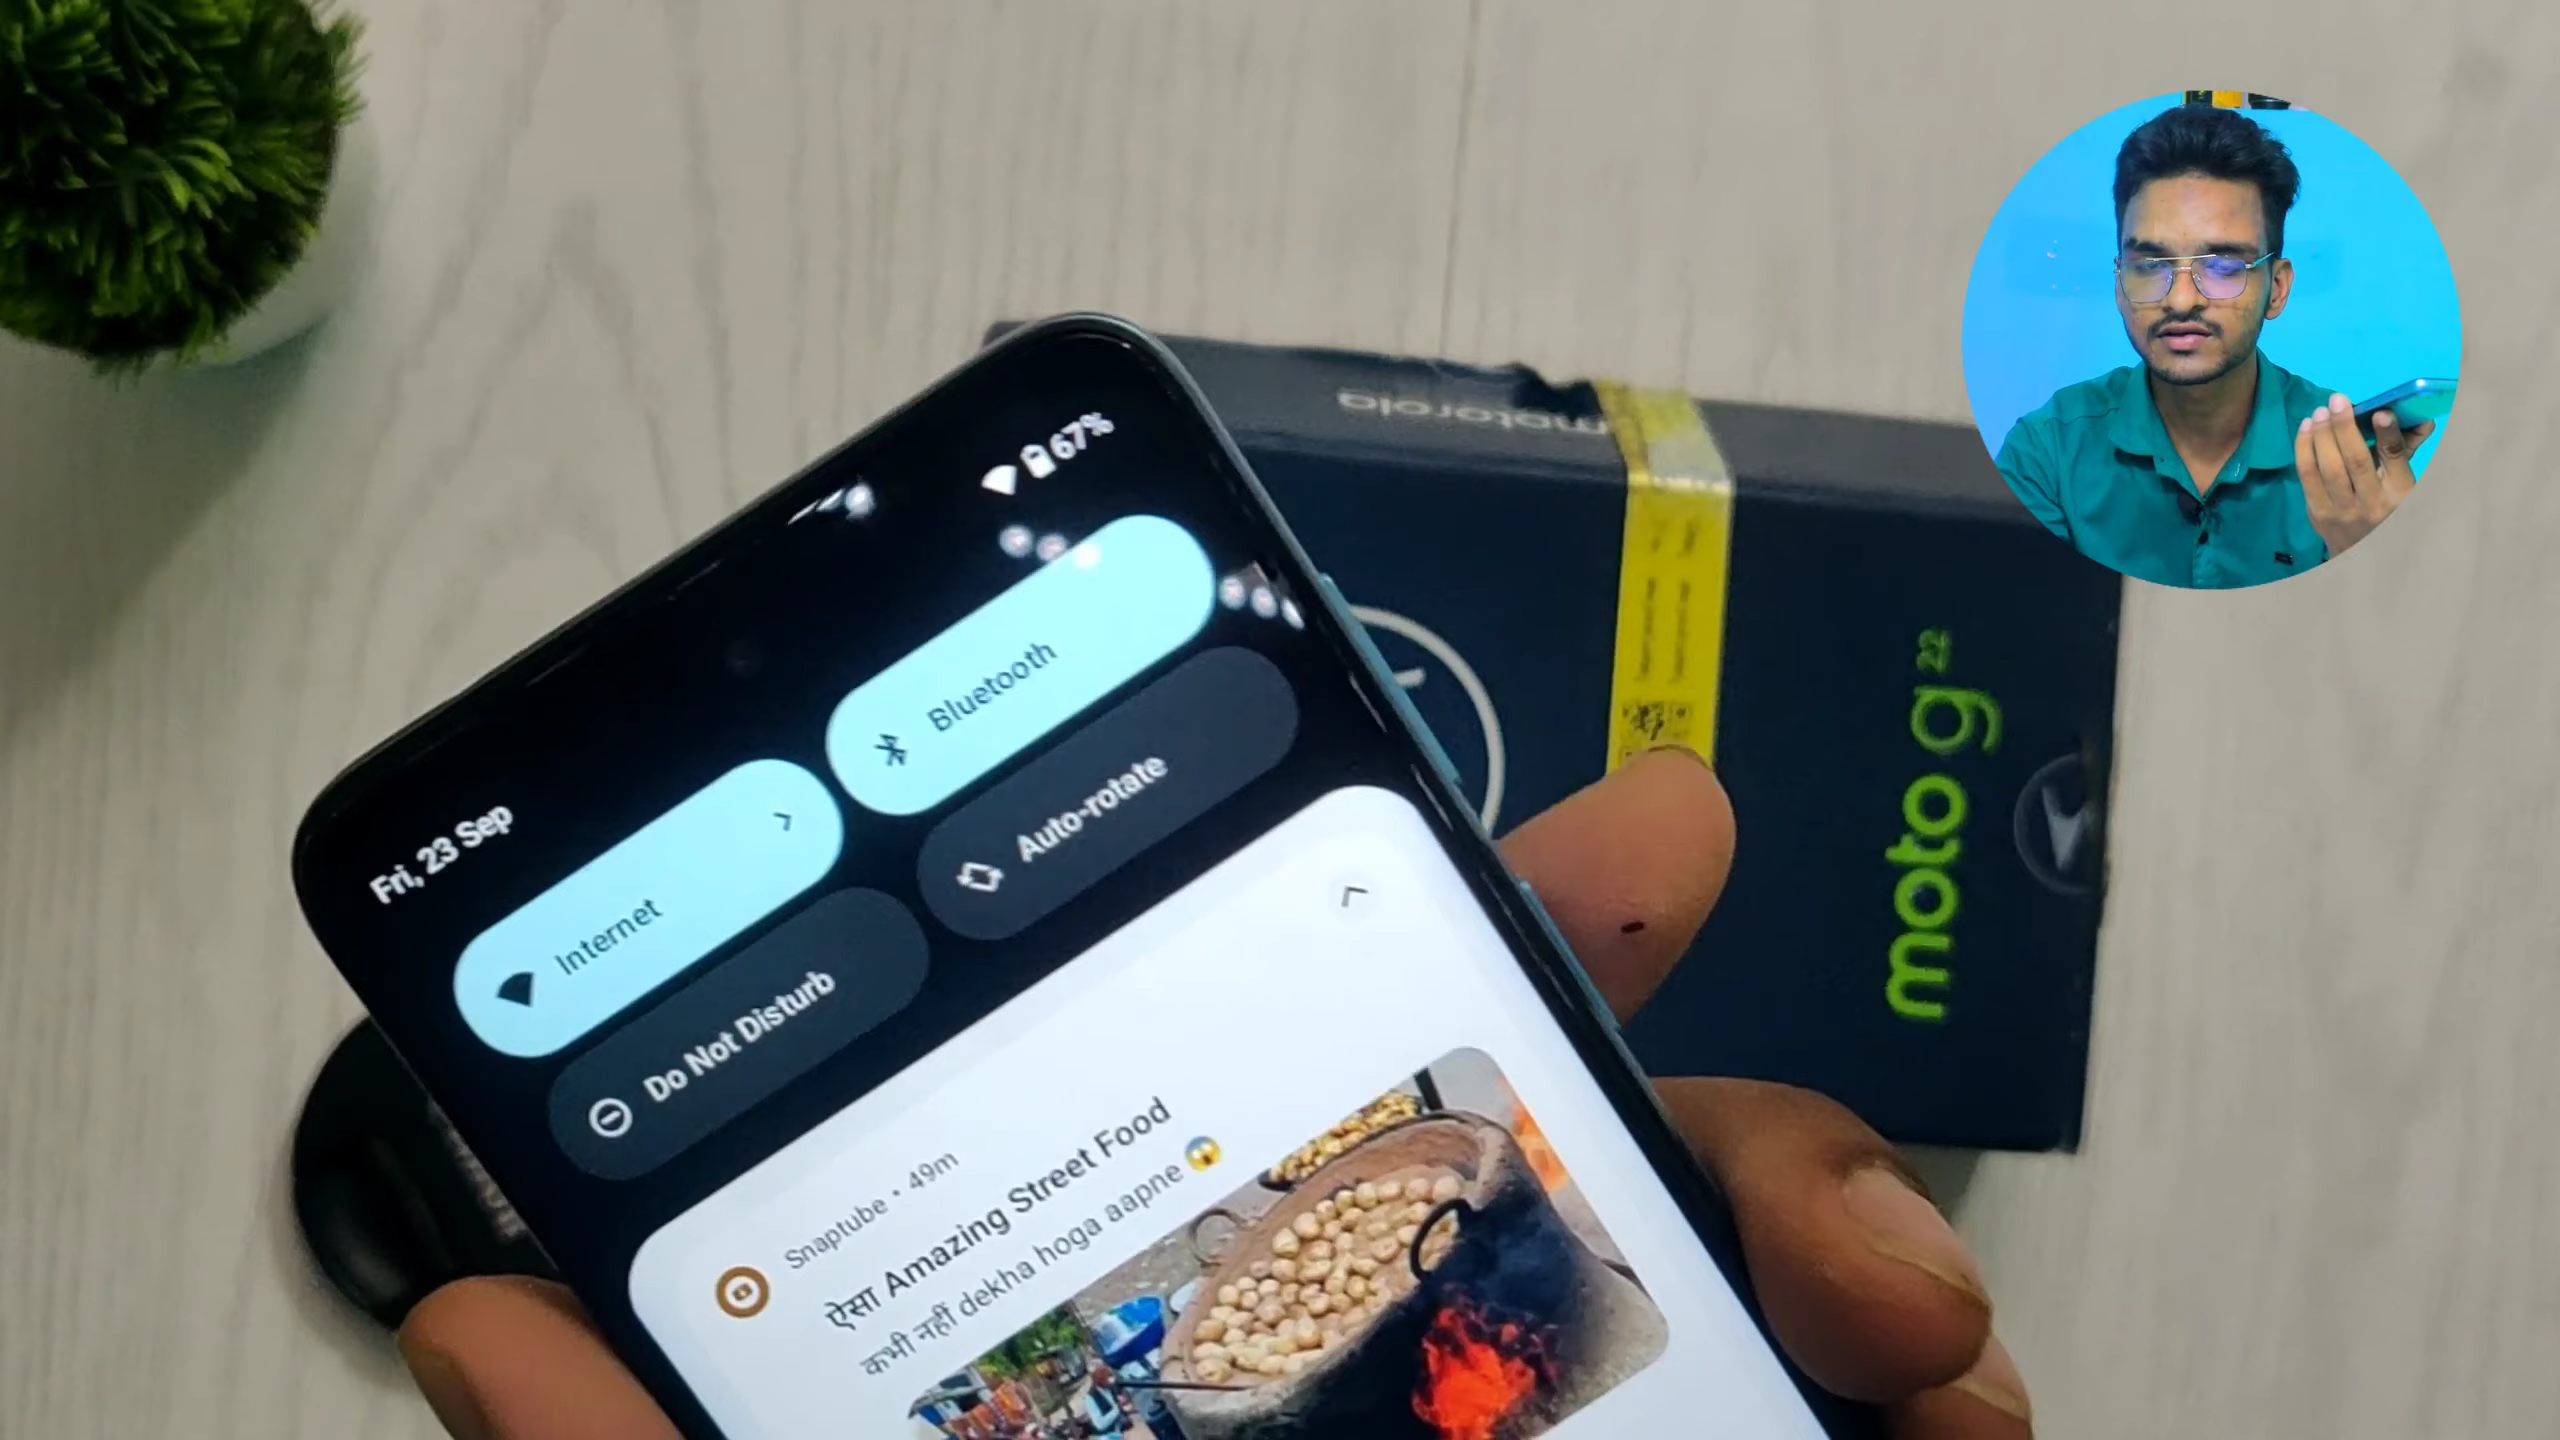 67%
Fri, 23 Sep
Internet
Bluetooth
Do Not Disturb
Auto-rotate
Snaptube • 49m
ऐसा Amazing Street Food
कभी नहीं dekha hoga aapne 😱
motorola
moto g 22